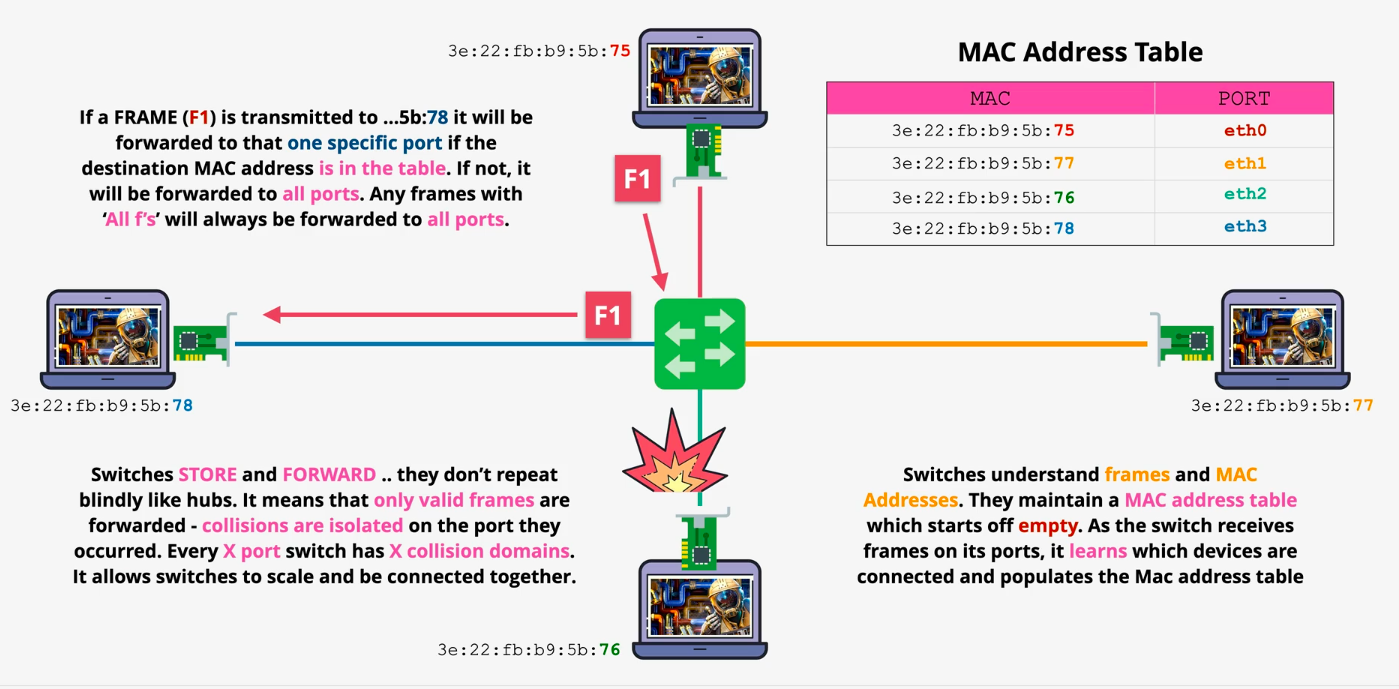 3e:22:fb:b9:5b:75
MAC Address Table
MAC PORT
3e:22:fb:b9:5b:75 eth0
3e:22:fb:b9:5b:77 eth1
3e:22:fb:b9:5b:76 eth2
3e:22:fb:b9:5b:78 eth3
If a FRAME (F1) is transmitted to ...5b:78 it will be
forwarded to that one specific port if the
destination MAC address is in the table. If not, it
will be forwarded to all ports. Any frames with
‘All f’s’ will always be forwarded to all ports.
F1
F1
3e:22:fb:b9:5b:78
3e:22:fb:b9:5b:77
Switches STORE and FORWARD .. they don’t repeat
blindly like hubs. It means that only valid frames are
forwarded - collisions are isolated on the port they
occurred. Every X port switch has X collision domains.
It allows switches to scale and be connected together.
Switches understand frames and MAC
Addresses. They maintain a MAC address table
which starts off empty. As the switch receives
frames on its ports, it learns which devices are
connected and populates the Mac address table
3e:22:fb:b9:5b:76